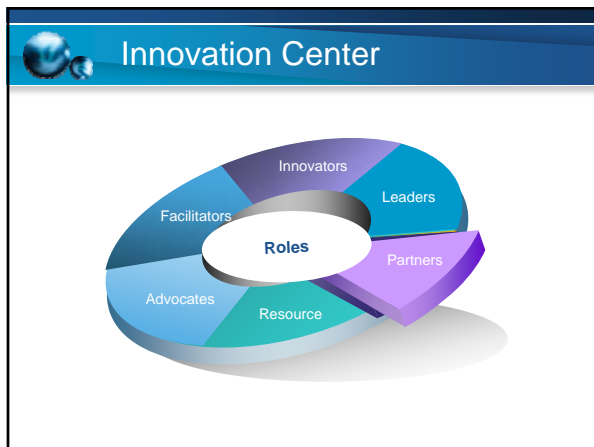 Innovation Center
Innovators
Leaders
Facilitators
Roles
Partners
Advocates
Resource